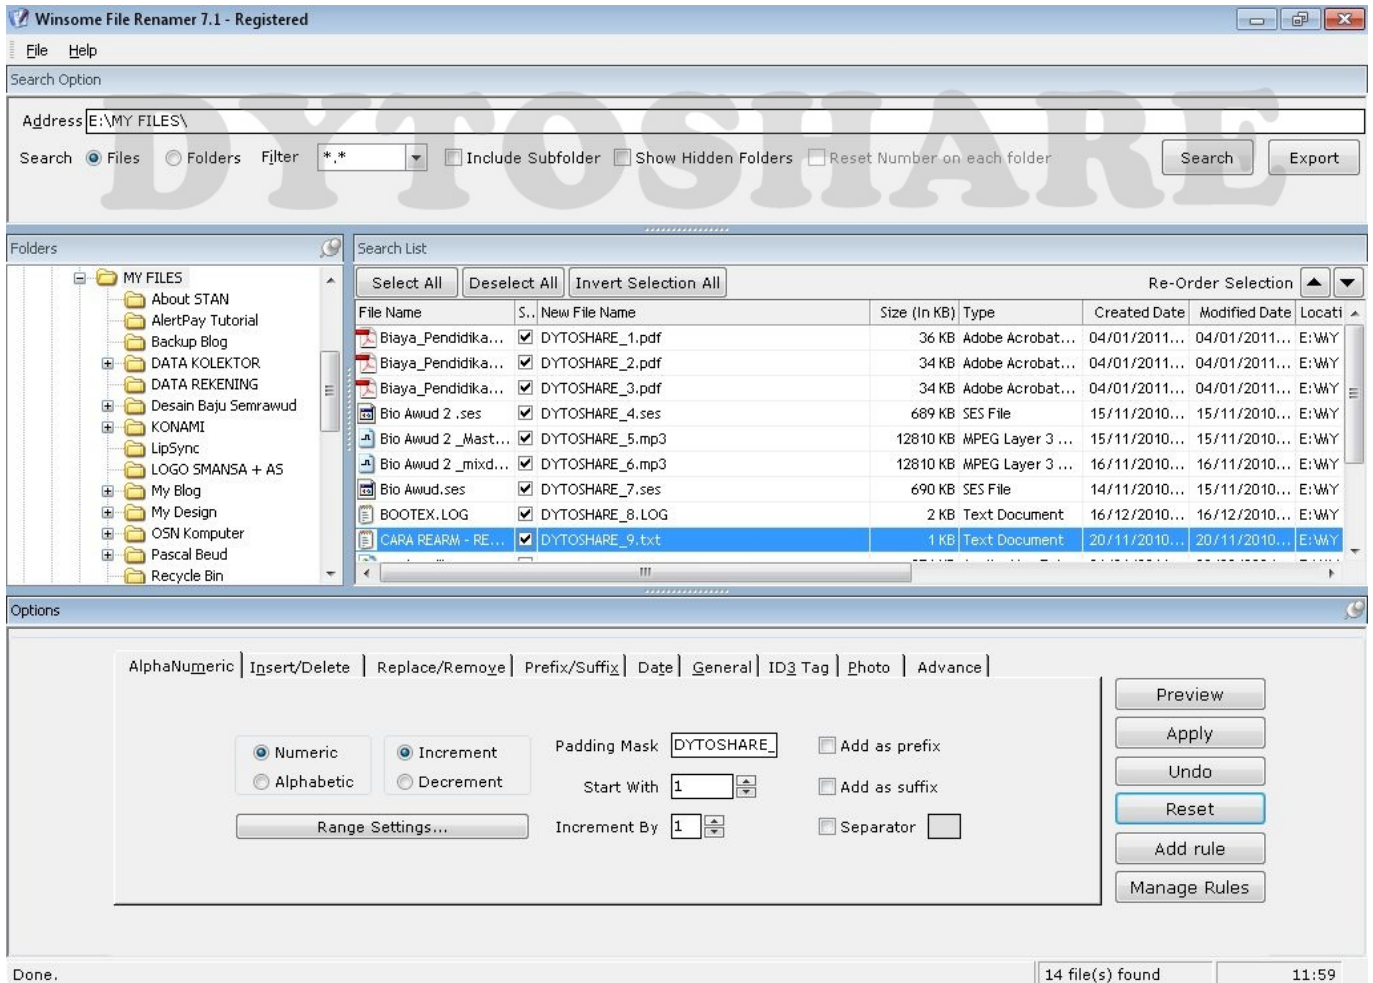 Winsome File Renamer 7.1 - Registered
File Help
Search Option
DYTOSHARE
Address E:\MY FILES\
Search Files Folders Filter *.* Include Subfolder Show Hidden Folders Reset Number on each folder Search Export
Folders
MY FILES
About STAN
AlertPay Tutorial
Backup Blog
DATA KOLEKTOR
DATA REKENING
Desain Baju Semrawud
KONAMI
LipSync
LOGO SMANSA + AS
My Blog
My Design
OSN Komputer
Pascal Beud
Recycle Bin
Search List
Select All Deselect All Invert Selection All Re-Order Selection
File Name S.. New File Name Size (In KB) Type Created Date Modified Date Locati
Biaya_Pendidika... DYTOSHARE_1.pdf 36 KB Adobe Acrobat... 04/01/2011... 04/01/2011... E:\MY
Biaya_Pendidika... DYTOSHARE_2.pdf 34 KB Adobe Acrobat... 04/01/2011... 04/01/2011... E:\MY
Biaya_Pendidika... DYTOSHARE_3.pdf 34 KB Adobe Acrobat... 04/01/2011... 04/01/2011... E:\MY
Bio Awud 2 .ses DYTOSHARE_4.ses 689 KB SES File 15/11/2010... 15/11/2010... E:\MY
Bio Awud 2 _Mast... DYTOSHARE_5.mp3 12810 KB MPEG Layer 3 ... 15/11/2010... 15/11/2010... E:\MY
Bio Awud 2 _mixd... DYTOSHARE_6.mp3 12810 KB MPEG Layer 3 ... 16/11/2010... 16/11/2010... E:\MY
Bio Awud.ses DYTOSHARE_7.ses 690 KB SES File 14/11/2010... 15/11/2010... E:\MY
BOOTEX.LOG DYTOSHARE_8.LOG 2 KB Text Document 16/12/2010... 16/12/2010... E:\MY
CARA REARM - RE... DYTOSHARE_9.txt 1 KB Text Document 20/11/2010... 20/11/2010... E:\MY
Options
AlphaNumeric Insert/Delete Replace/Remove Prefix/Suffix Date General ID3 Tag Photo Advance
Numeric Increment Padding Mask DYTOSHARE_ Add as prefix
Alphabetic Decrement Start With 1 Add as suffix
Range Settings... Increment By 1 Separator
Preview
Apply
Undo
Reset
Add rule
Manage Rules
Done. 14 file(s) found 11:59